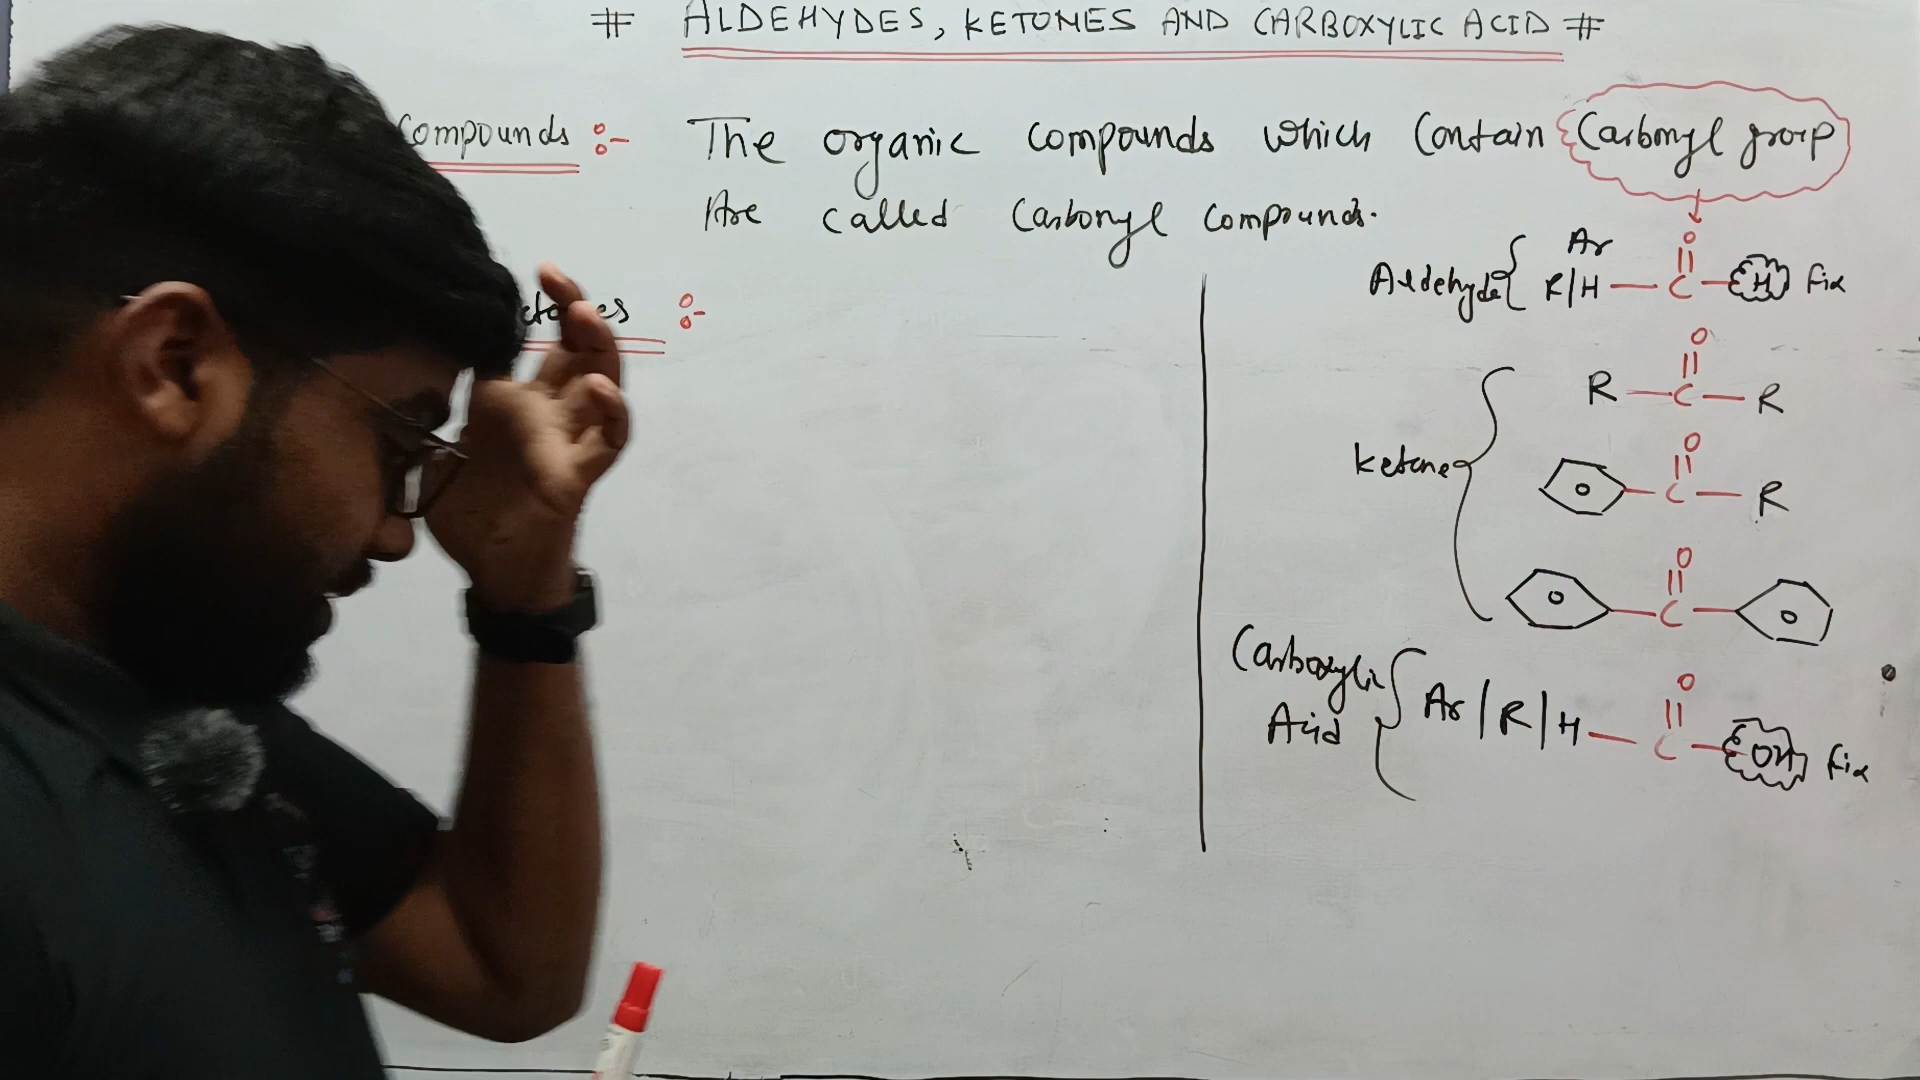 # ALDEHYDES, KETONES AND CARBOXYLIC ACID #
Compounds :- The organic compounds which Contain Carbonyl group
Are called Carbonyl compounds.
:-
Ar O
Aldehyde { R/H — C — H fix
O
R — C — R
Ketone {
O
C — R
O
C
Carboxylic
Acid { Ar / R / H — C — OH fix
O